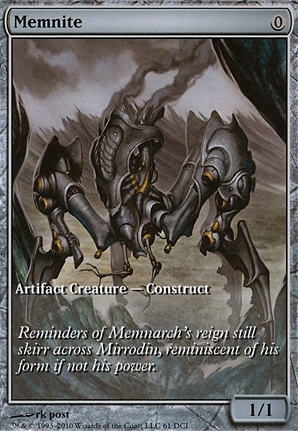 Memnite 0
Artifact Creature — Construct
Reminders of Memnarch's reign still
skirr across Mirrodin, reminiscent of his
form if not his power.
rk post
™ & © 1993-2010 Wizards of the Coast LLC 61 DCI
1/1